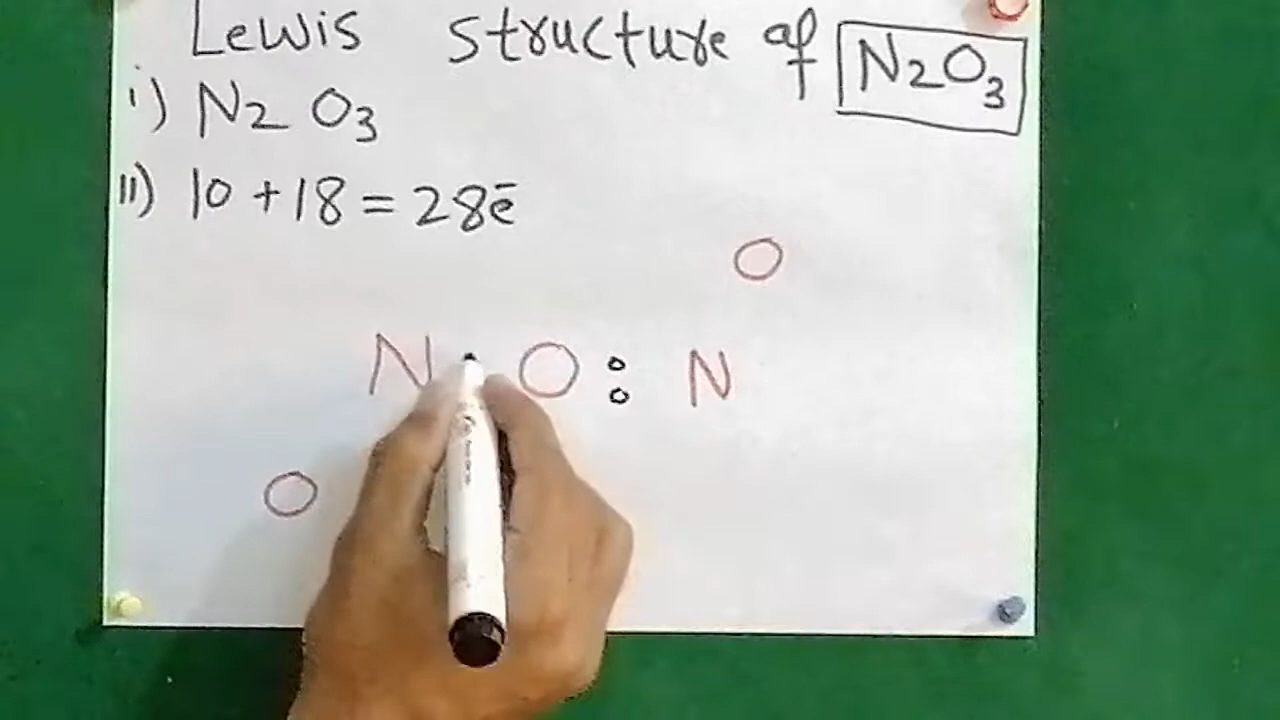 Lewis structure of N2O3
i) N2 O3
ii) 10 + 18 = 28ē
O
N O : N
O